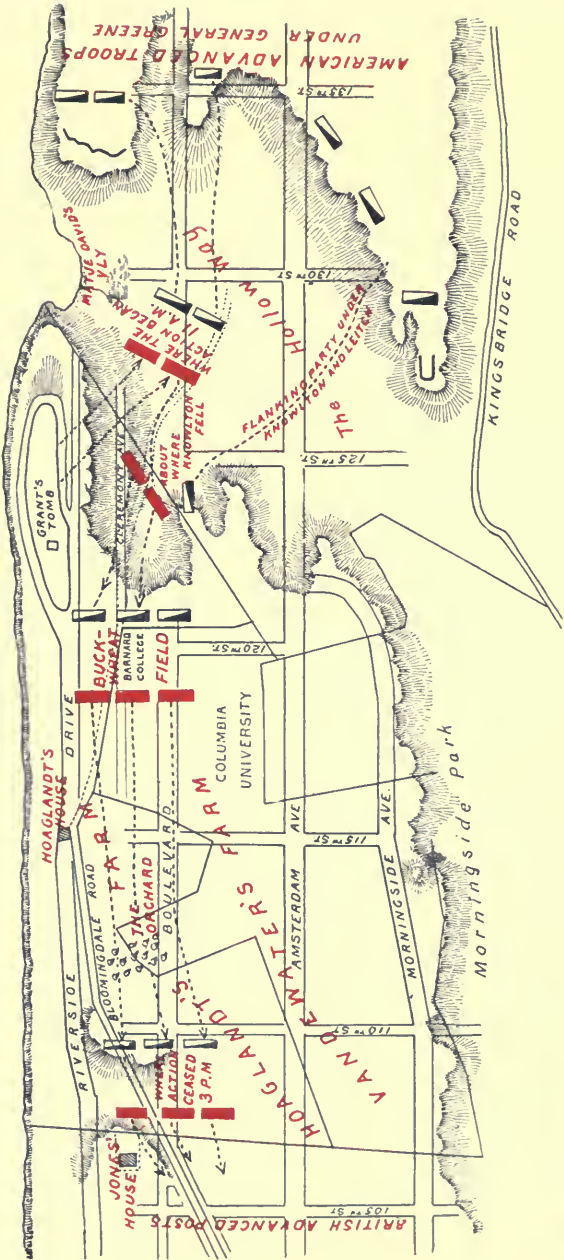 AMERICAN ADVANCED TROOPS
UNDER GENERAL GREENE
135TH ST.
MATJE DAVID'S
VLY
WHERE THE
ACTION BEGAN
11 A.M.
The Hollow Way
130TH ST
KINGSBRIDGE ROAD
FLANKING PARTY UNDER
KNOWLTON AND LEITCH
GRANT'S
TOMB
CLEREMONT AVE.
ABOUT
WHERE
KNOWLTON
FELL
125TH ST.
BUCK-
WHEAT
FIELD
BARNARD
COLLEGE
120TH ST.
COLUMBIA
UNIVERSITY
HOAGLANDT'S
HOUSE
RIVERSIDE DRIVE
BLOOMINGDALE ROAD
THE
ORCHARD
BOULEVARD
HOAGLANDT'S FARM
VANDEWATER'S FARM
115TH ST.
AMSTERDAM AVE
MORNINGSIDE AVE.
Morningside Park
110TH ST.
WHERE
ACTION
CEASED
3 P.M
JONES'
HOUSE
105TH ST.
BRITISH ADVANCED POSTS